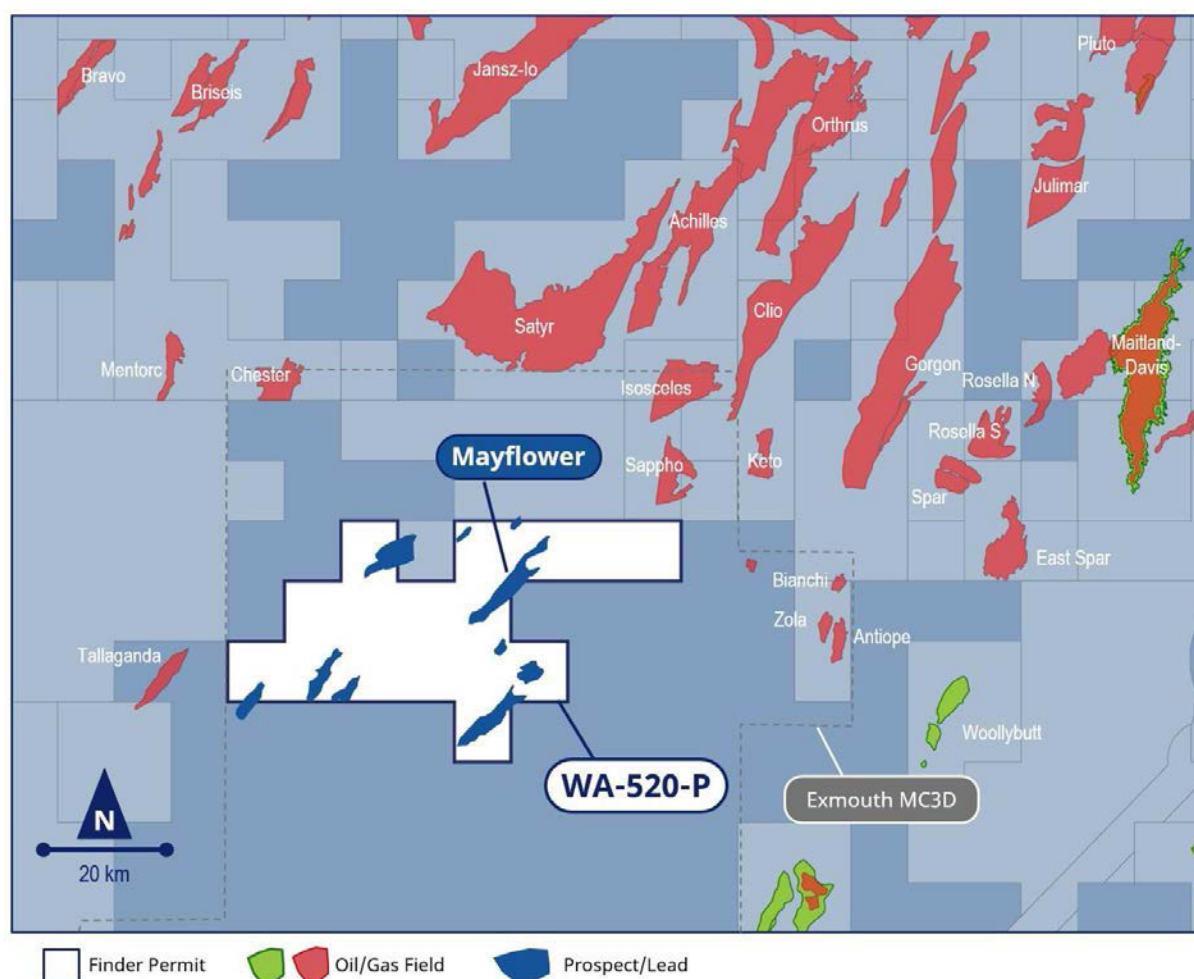 Bravo
Briseis
Jansz-Io
Pluto
Orthrus
Julimar
Achilles
Satyr
Clio
Mentorc
Chester
Isosceles
Gorgon
Maitland-
Davis
Rosella N
Rosella S
Mayflower
Sappho
Keto
Spar
East Spar
Bianchi
Zola
Antiope
Tallaganda
Woollybutt
WA-520-P
Exmouth MC3D
N
20 km
Finder Permit
Oil/Gas Field
Prospect/Lead